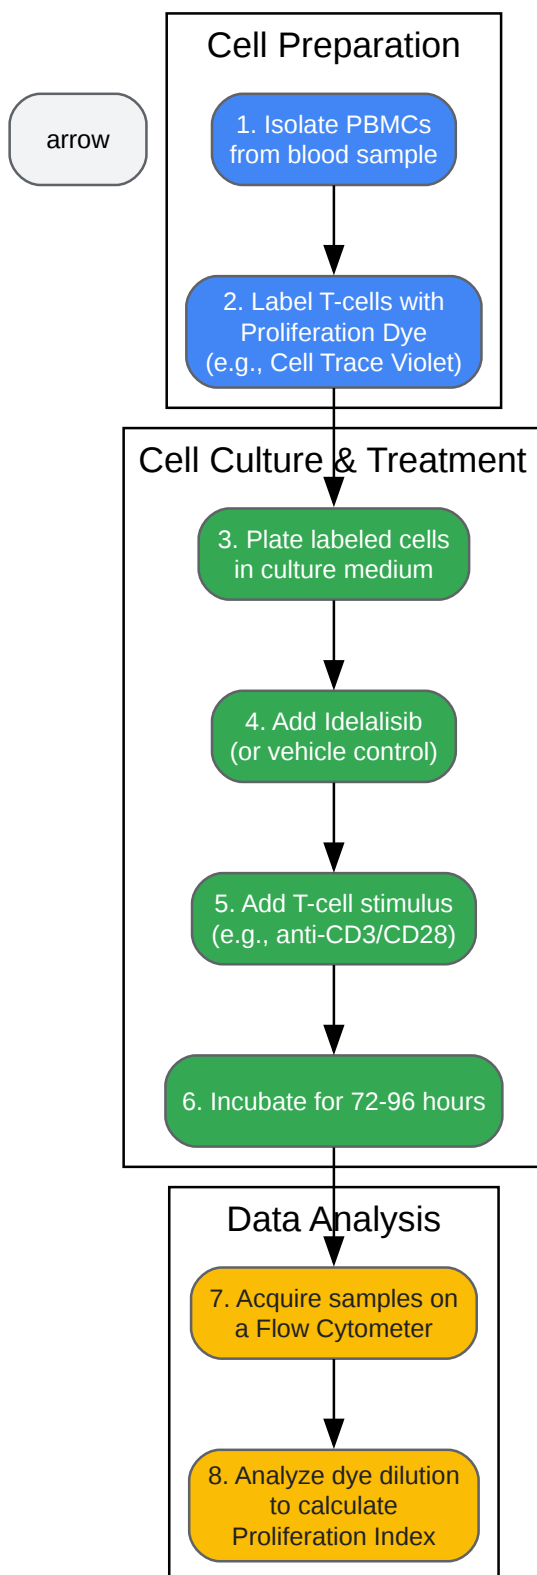 Cell Preparation
arrow
1. Isolate PBMCs
from blood sample
2. Label T-cells with
Proliferation Dye
(e.g., Cell Trace Violet)
Cell Culture & Treatment
3. Plate labeled cells
in culture medium
4. Add Idelalisib
(or vehicle control)
5. Add T-cell stimulus
(e.g., anti-CD3/CD28)
6. Incubate for 72-96 hours
Data Analysis
7. Acquire samples on
a Flow Cytometer
8. Analyze dye dilution
to calculate
Proliferation Index